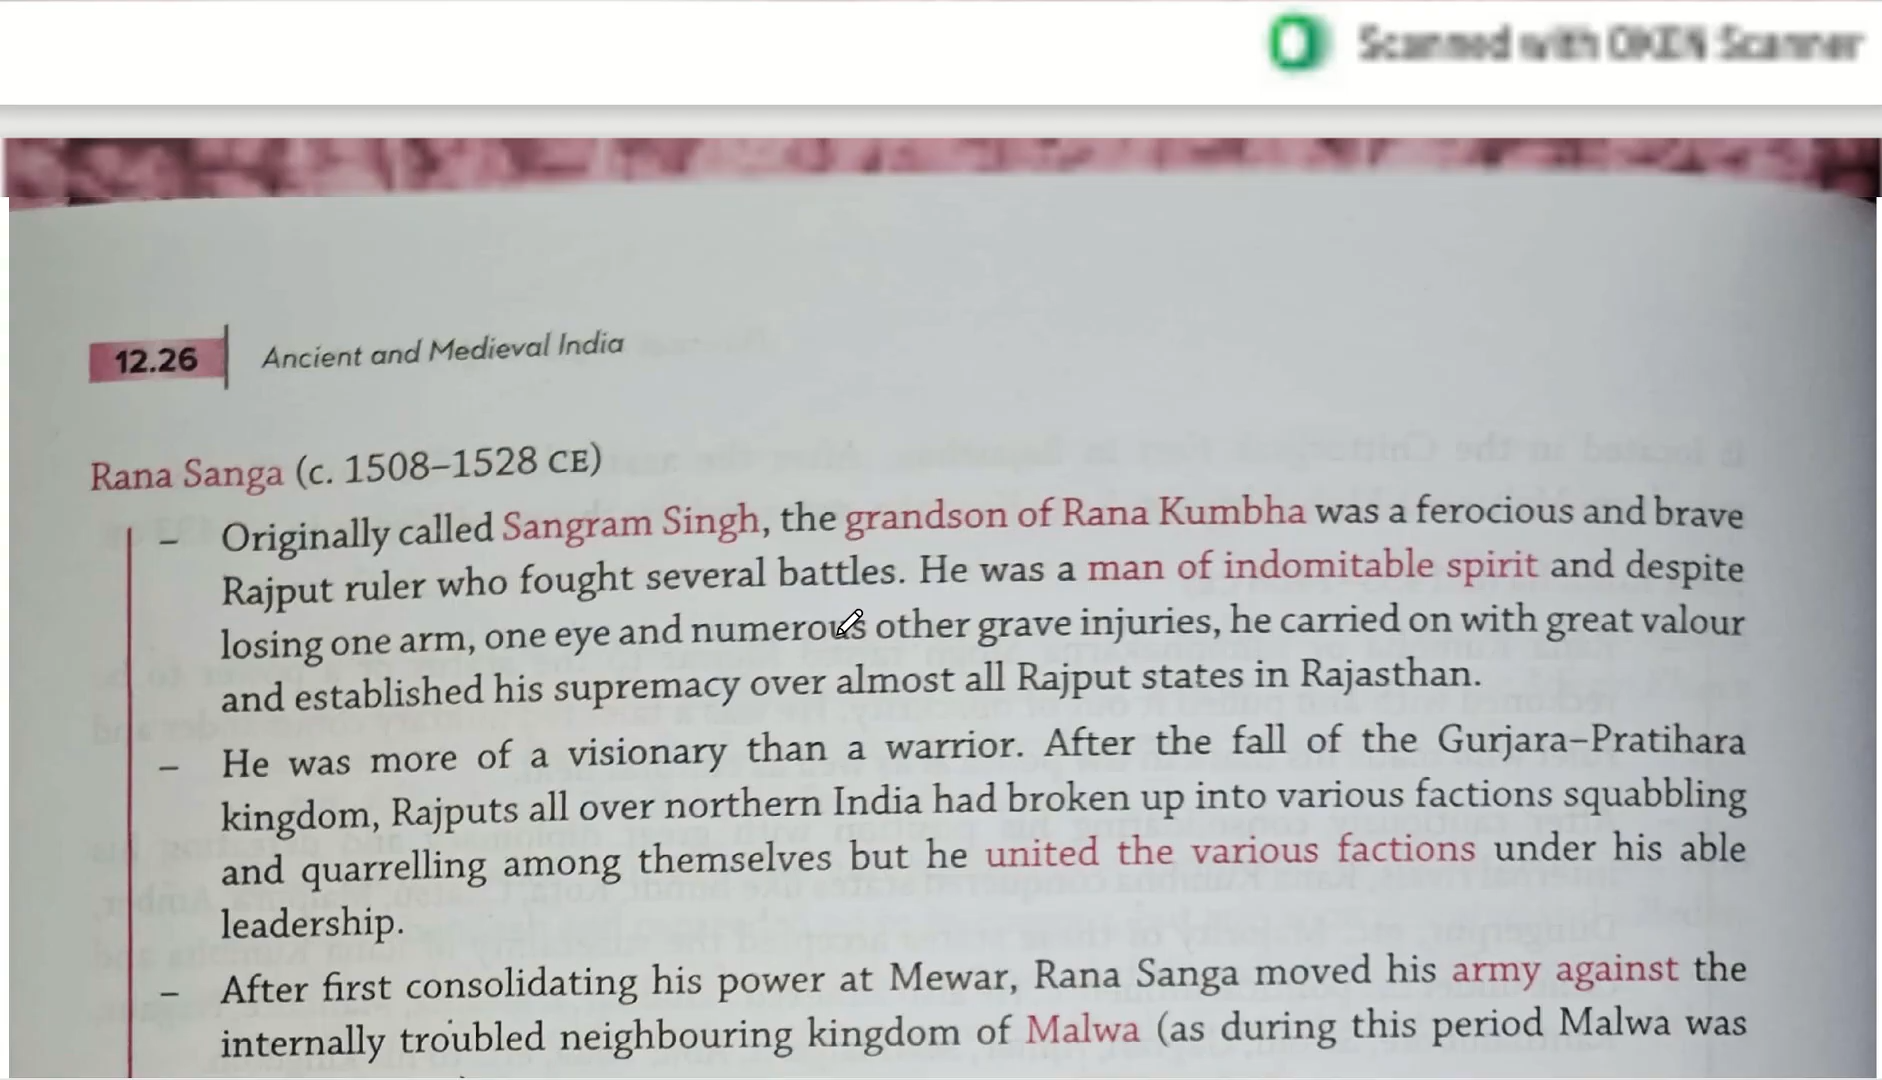 Scanned with OKEN Scanner
12.26 Ancient and Medieval India
Rana Sanga (c. 1508–1528 CE)
– Originally called Sangram Singh, the grandson of Rana Kumbha was a ferocious and brave
Rajput ruler who fought several battles. He was a man of indomitable spirit and despite
losing one arm, one eye and numerous other grave injuries, he carried on with great valour
and established his supremacy over almost all Rajput states in Rajasthan.
– He was more of a visionary than a warrior. After the fall of the Gurjara–Pratihara
kingdom, Rajputs all over northern India had broken up into various factions squabbling
and quarrelling among themselves but he united the various factions under his able
leadership.
– After first consolidating his power at Mewar, Rana Sanga moved his army against the
internally troubled neighbouring kingdom of Malwa (as during this period Malwa was